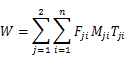 W = \sum_{j=1}^{2} \sum_{i=1}^{n} F_{ji} M_{ji} T_{ji}